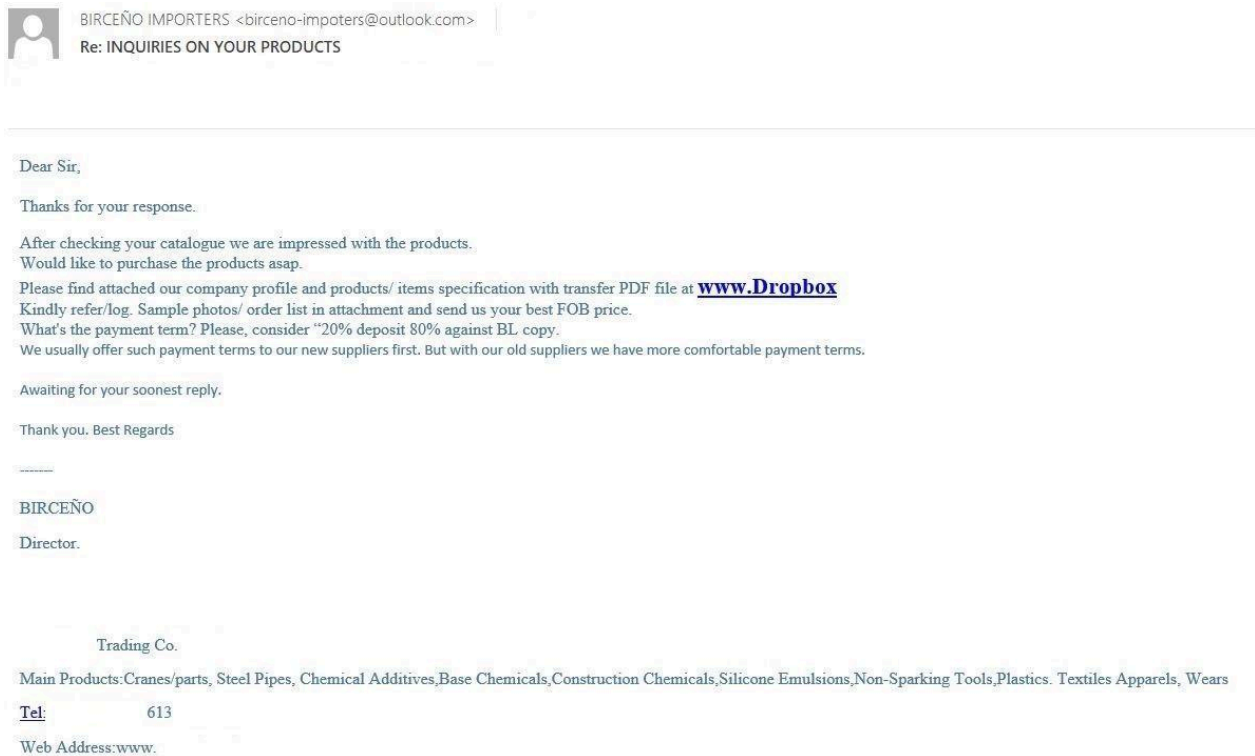 BIRCEÑO IMPORTERS <birceno-impoters@outlook.com>
Re: INQUIRIES ON YOUR PRODUCTS
Dear Sir,
Thanks for your response.
After checking your catalogue we are impressed with the products.
Would like to purchase the products asap.
Please find attached our company profile and products/ items specification with transfer PDF file at www.Dropbox
Kindly refer/log. Sample photos/ order list in attachment and send us your best FOB price.
What's the payment term? Please, consider “20% deposit 80% against BL copy.
We usually offer such payment terms to our new suppliers first. But with our old suppliers we have more comfortable payment terms.
Awaiting for your soonest reply.
Thank you. Best Regards
-------
BIRCEÑO
Director.
Trading Co.
Main Products:Cranes/parts, Steel Pipes, Chemical Additives,Base Chemicals,Construction Chemicals,Silicone Emulsions,Non-Sparking Tools,Plastics. Textiles Apparels, Wears
Tel: 613
Web Address:www.